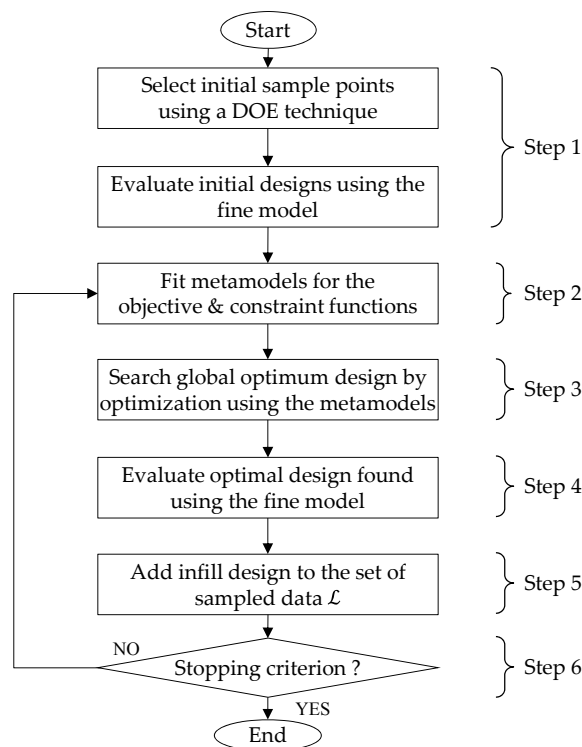 Start
Select initial sample points
using a DOE technique
Step 1
Evaluate initial designs using the
fine model
Fit metamodels for the
objective & constraint functions
Step 2
Search global optimum design by
optimization using the metamodels
Step 3
Evaluate optimal design found
using the fine model
Step 4
Add infill design to the set of
sampled data ℒ
Step 5
NO
Stopping criterion ?
Step 6
YES
End